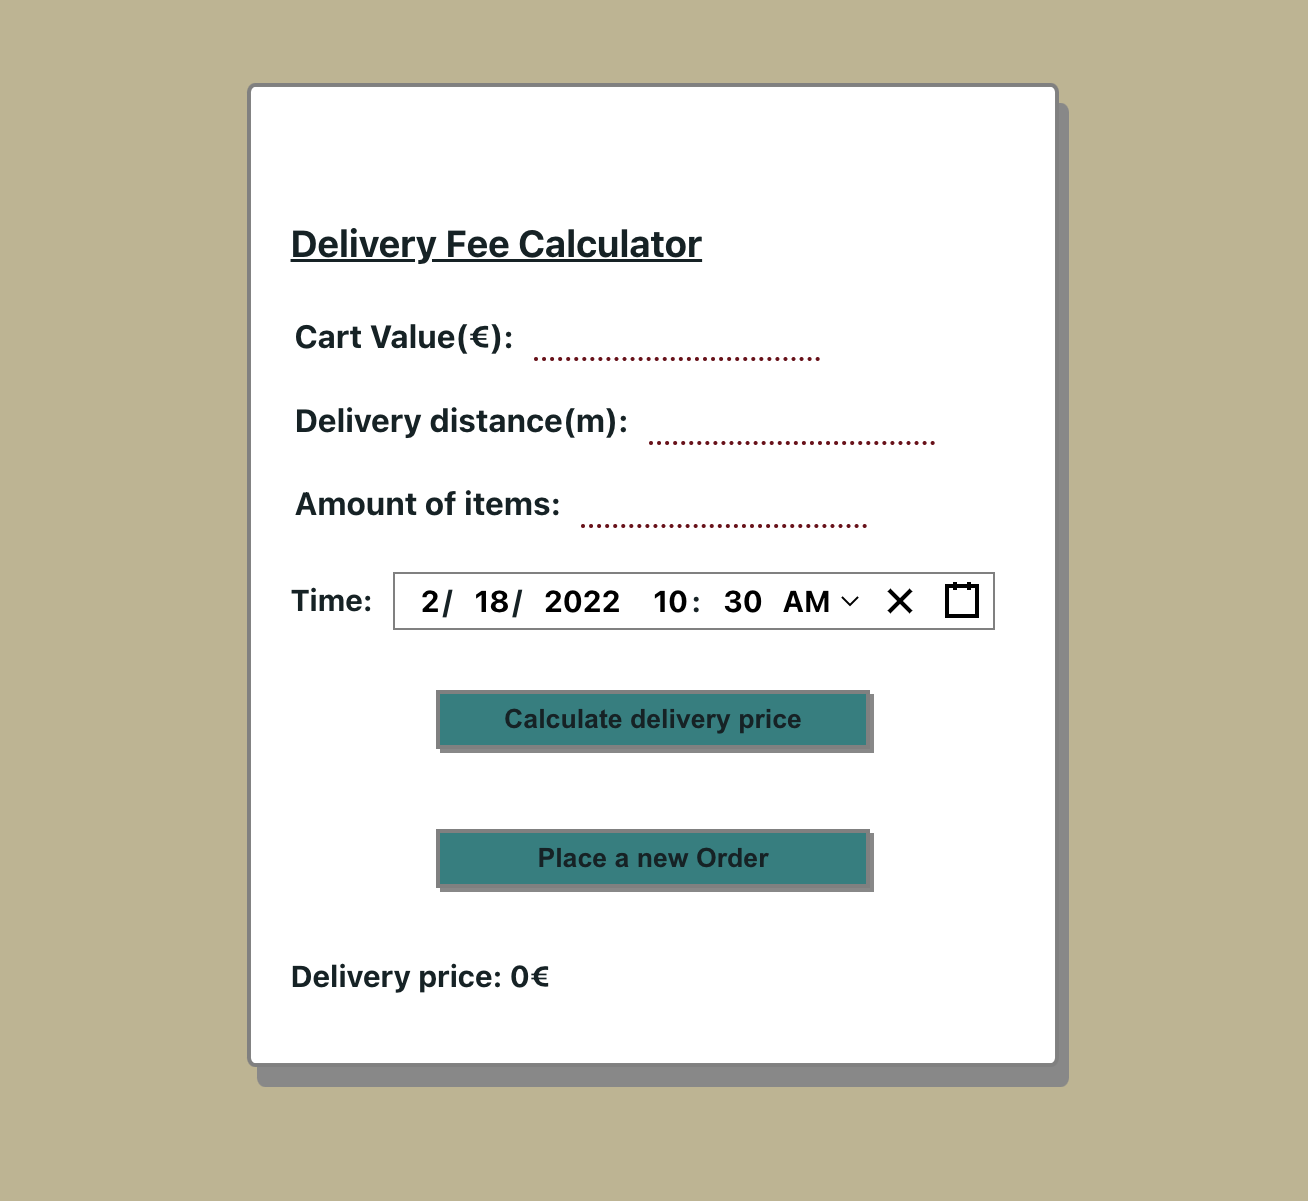 Delivery Fee Calculator
Cart Value(€):
Delivery distance(m):
Amount of items:
Time: 2/ 18/ 2022 10: 30 AM
Calculate delivery price
Place a new Order
Delivery price: 0€